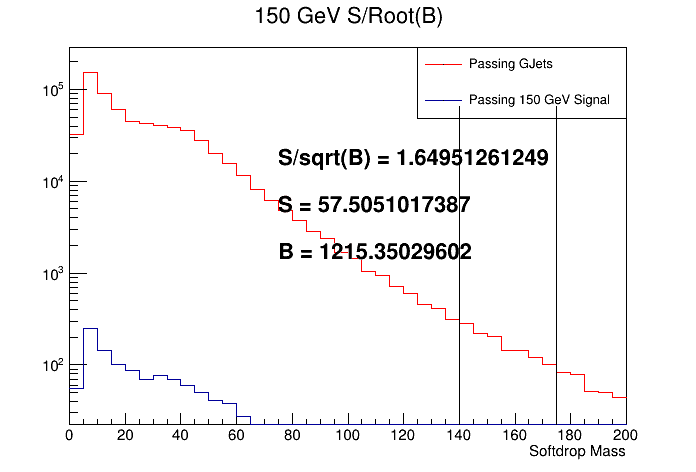 150 GeV S/Root(B)
Passing GJets
Passing 150 GeV Signal
S/sqrt(B) = 1.64951261249
S = 57.5051017387
B = 1215.35029602
10^5
10^4
10^3
10^2
0 20 40 60 80 100 120 140 160 180 200
Softdrop Mass